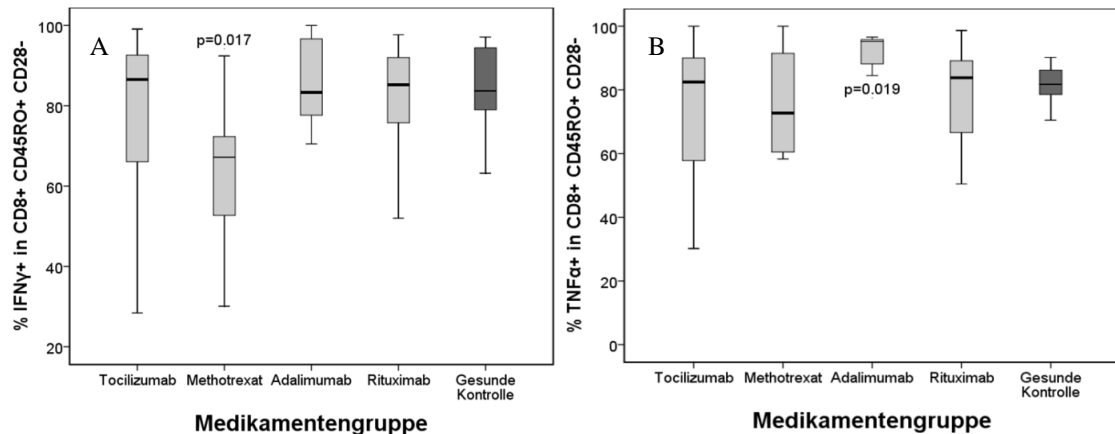 A
p=0.017
% IFNγ+ in CD8+ CD45RO+ CD28-
100
80
60
40
20
Tocilizumab Methotrexat Adalimumab Rituximab Gesunde
Kontrolle
Medikamentengruppe
B
p=0.019
% TNFα+ in CD8+ CD45RO+ CD28-
100
80
60
40
20
0
Tocilizumab Methotrexat Adalimumab Rituximab Gesunde
Kontrolle
Medikamentengruppe